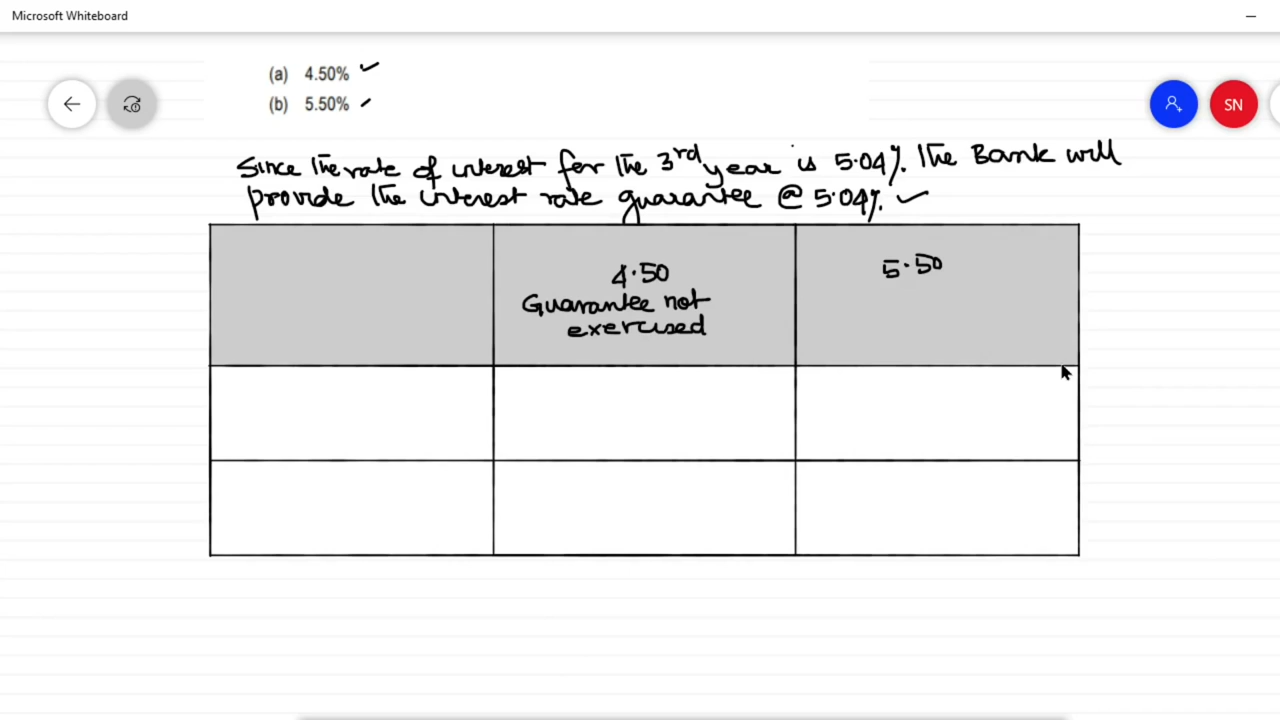 Microsoft Whiteboard
(a) 4.50% ✓
(b) 5.50% ✓
SN
Since the rate of interest for the 3rd year is 5.04%. The Bank will
provide the interest rate guarantee @ 5.04%. ✓
4.50
Guarantee not
exercised
5.50